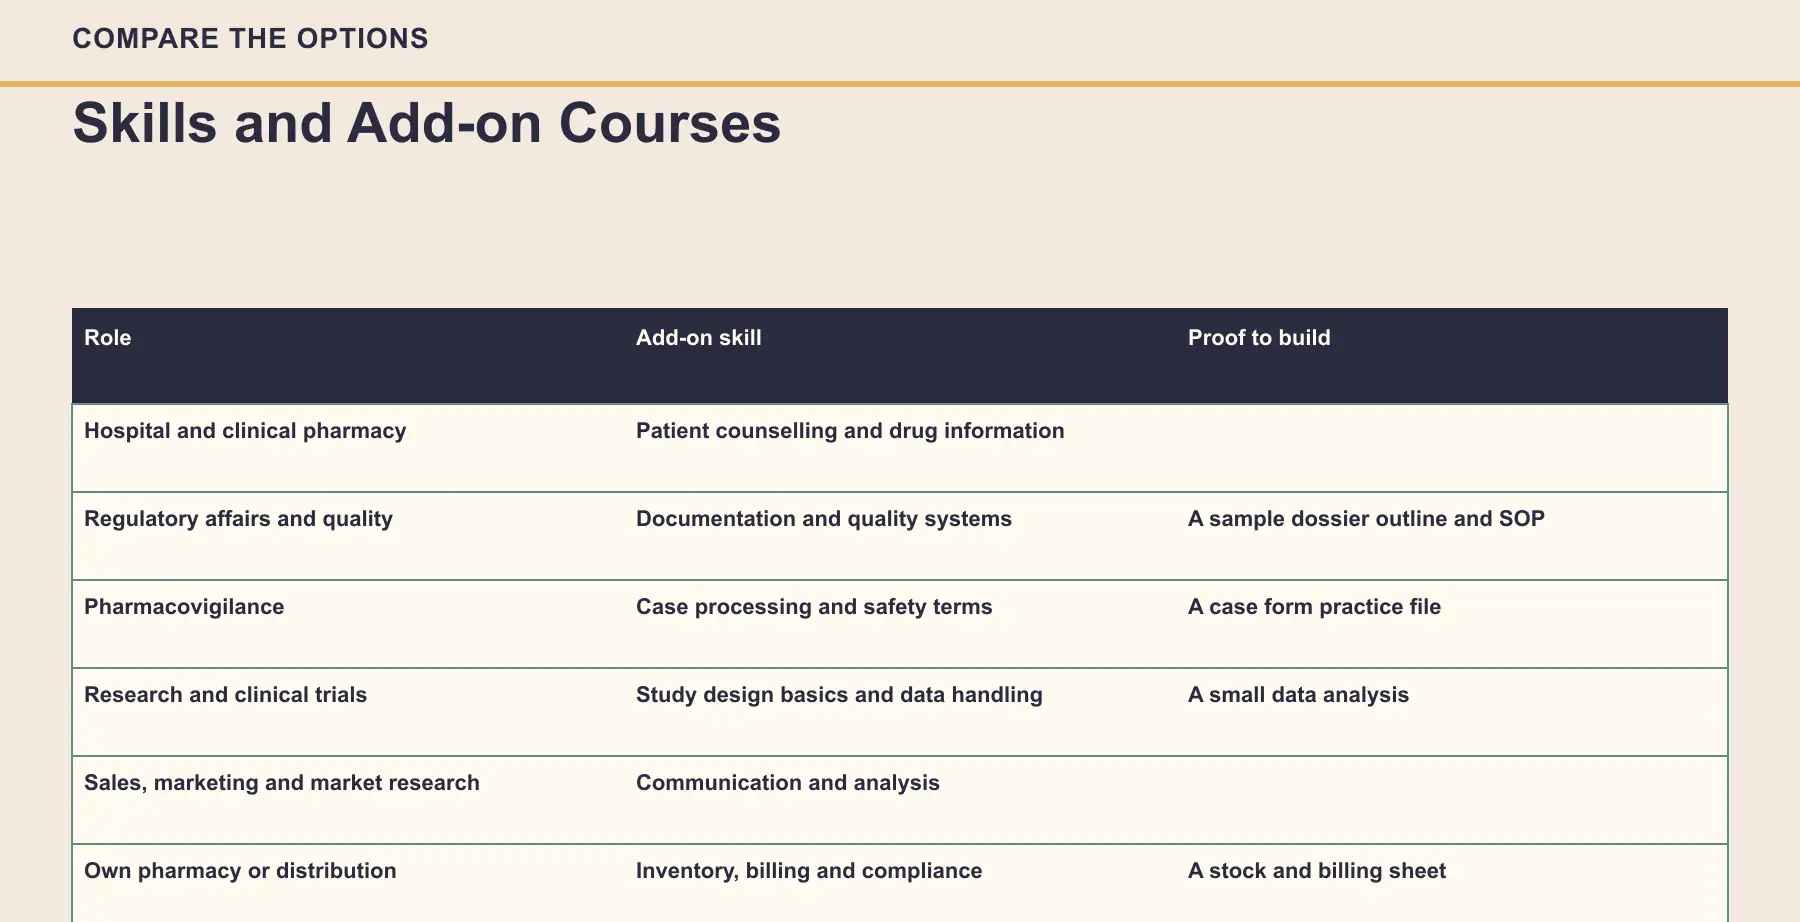 COMPARE THE OPTIONS
Skills and Add-on Courses
Role Add-on skill Proof to build
Hospital and clinical pharmacy Patient counselling and drug information
Regulatory affairs and quality Documentation and quality systems A sample dossier outline and SOP
Pharmacovigilance Case processing and safety terms A case form practice file
Research and clinical trials Study design basics and data handling A small data analysis
Sales, marketing and market research Communication and analysis
Own pharmacy or distribution Inventory, billing and compliance A stock and billing sheet